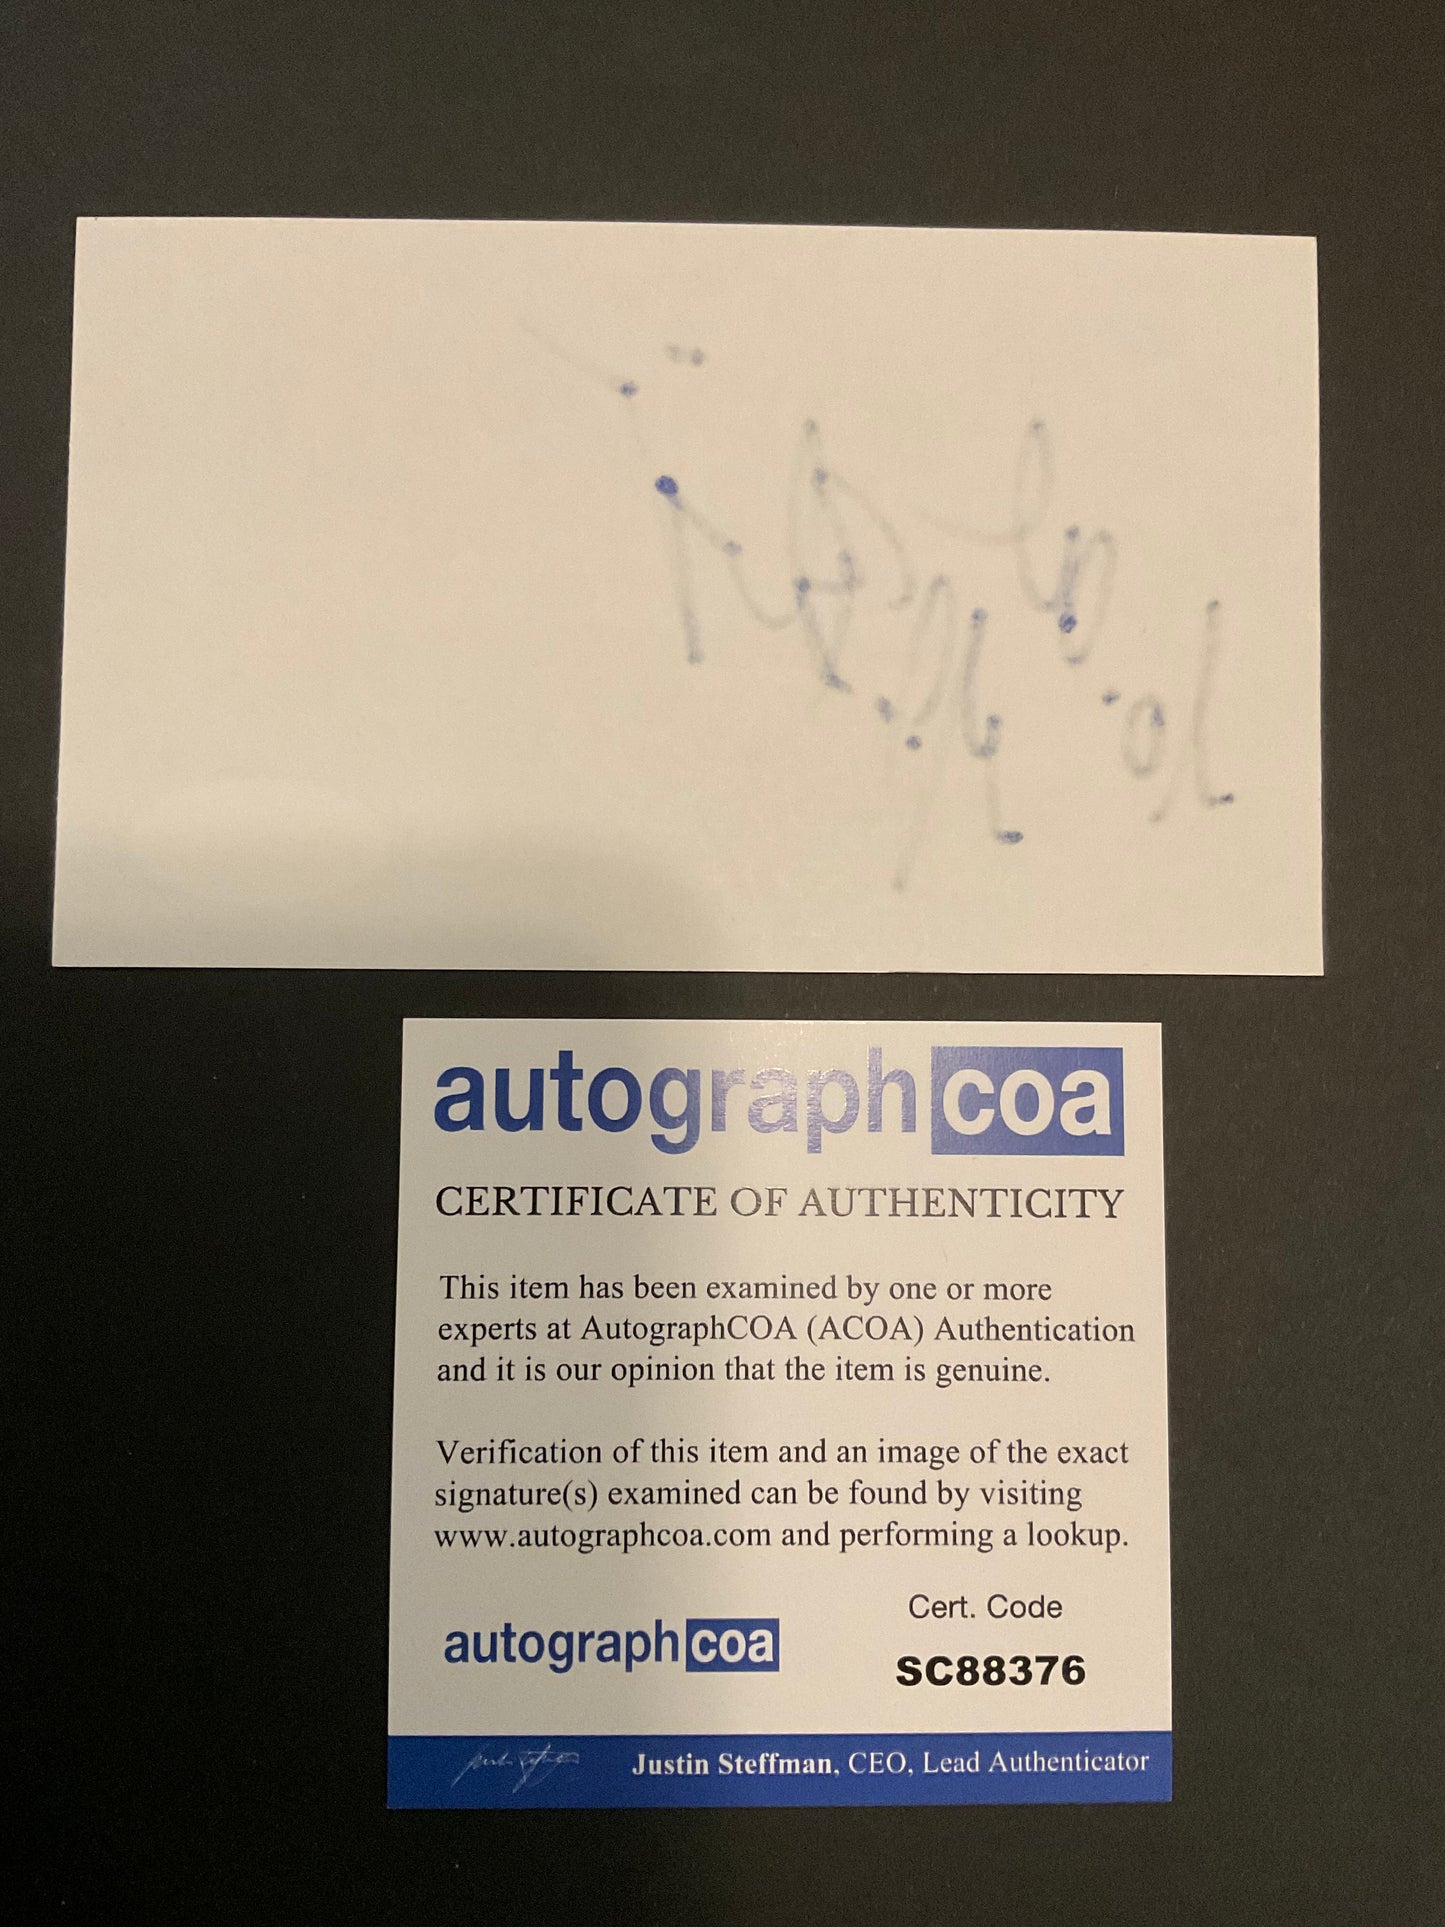 autographcoa
CERTIFICATE OF AUTHENTICITY
This item has been examined by one or more
experts at AutographCOA (ACOA) Authentication
and it is our opinion that the item is genuine.
Verification of this item and an image of the exact
signature(s) examined can be found by visiting
www.autographcoa.com and performing a lookup.
Cert. Code
autographcoa
SC88376
Justin Steffman, CEO, Lead Authenticator